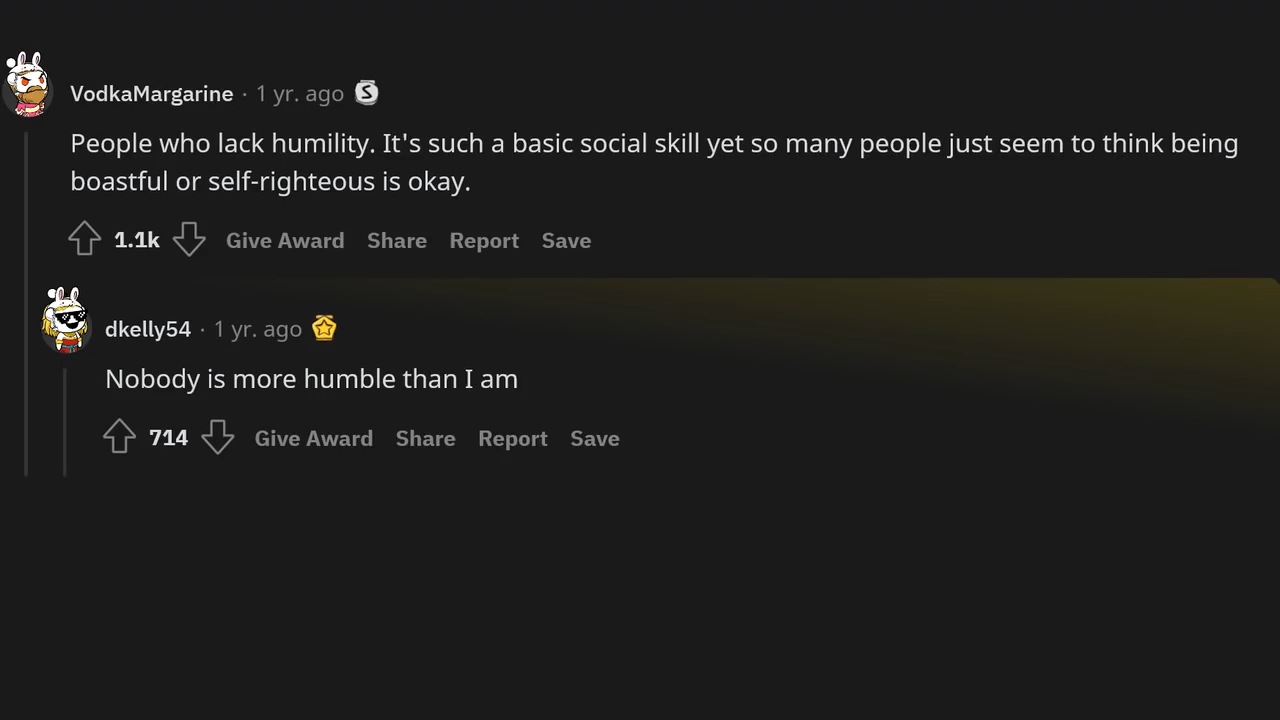 VodkaMargarine · 1 yr. ago S
People who lack humility. It's such a basic social skill yet so many people just seem to think being
boastful or self-righteous is okay.
1.1k Give Award Share Report Save
dkelly54 · 1 yr. ago
Nobody is more humble than I am
714 Give Award Share Report Save